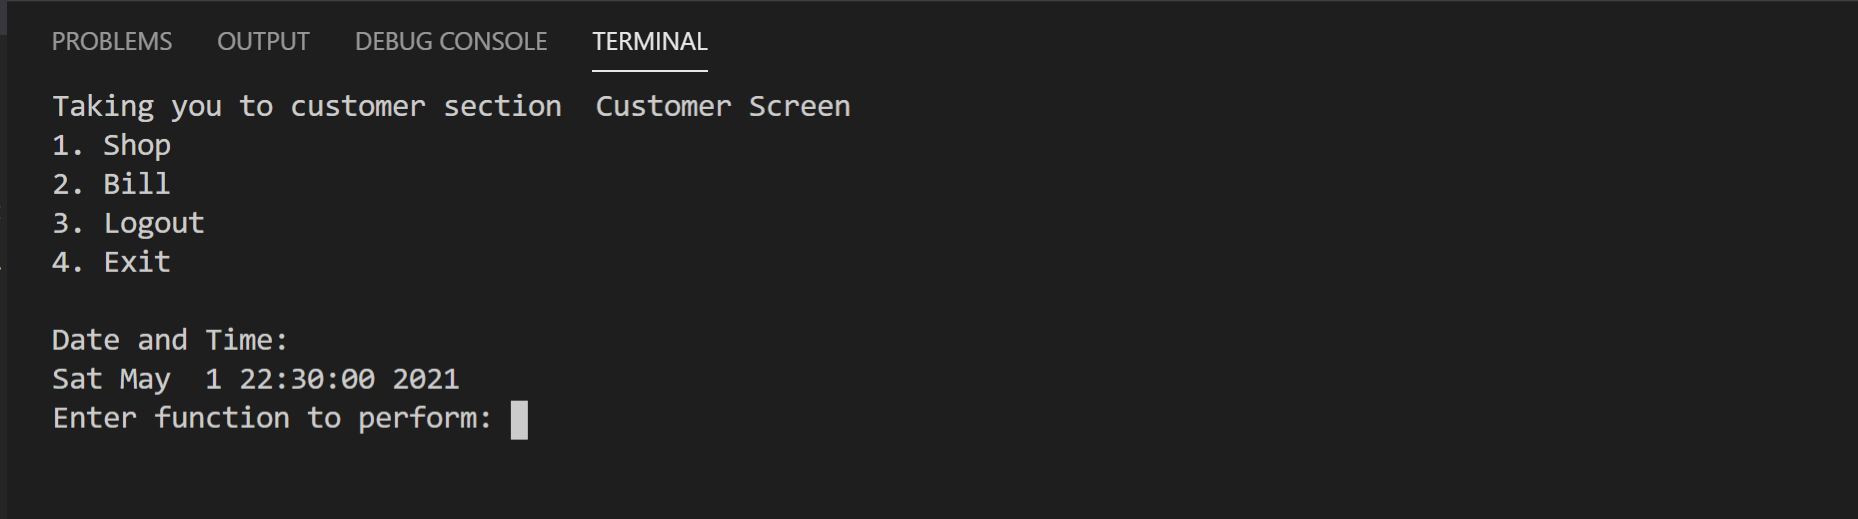 PROBLEMS OUTPUT DEBUG CONSOLE TERMINAL
Taking you to customer section  Customer Screen
1. Shop
2. Bill
3. Logout
4. Exit
Date and Time:
Sat May  1 22:30:00 2021
Enter function to perform: